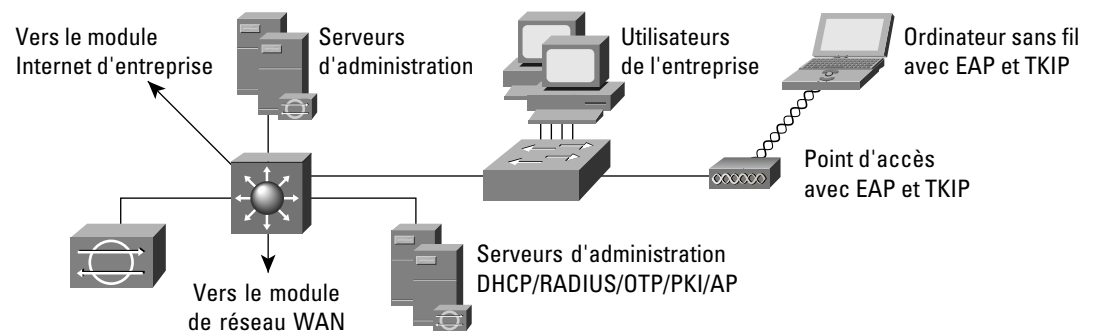 Vers le module
Internet d'entreprise
Serveurs
d'administration
Utilisateurs
de l'entreprise
Ordinateur sans fil
avec EAP et TKIP
Point d'accès
avec EAP et TKIP
Serveurs d'administration
DHCP/RADIUS/OTP/PKI/AP
Vers le module
de réseau WAN